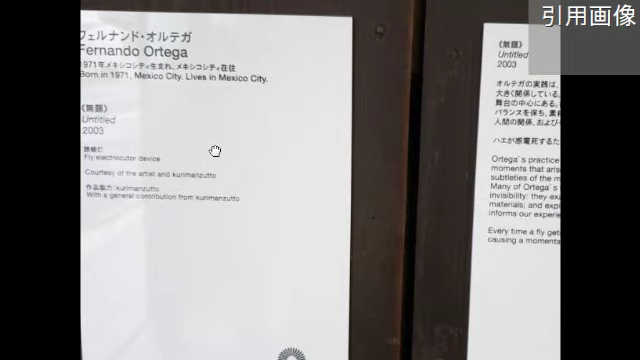 引用画像
フェルナンド・オルテガ
Fernando Ortega
1971年メキシコシティ生まれ、メキシコシティ在住
Born in 1971, Mexico City. Lives in Mexico City.
《無題》
Untitled
2003
Fly electrocutor device
Courtesy of the artist and kurimanzutto
作品協力：kurimanzutto
With a general contribution from kurimanzutto
《無題》
Untitled
2003
オルテガの実践は、
大きく関係している。
舞台の中心にある。
バランスを保ち、素
人間の関係、および
ハエが感電死するた
Ortega's practice
moments that aris
subtleties of the m
Many of Ortega's
invisibility: they ex
materials, and expl
informs our experie
Every time a fly get
causing a momenta